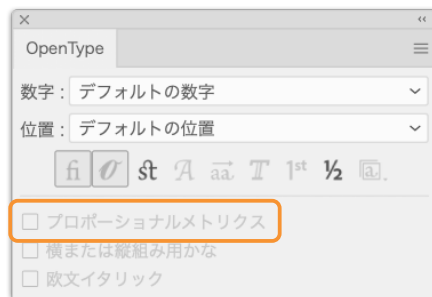 OpenType
数字 : デフォルトの数字
位置 : デフォルトの位置
fi σ st A aa T 1st ½ a
プロポーショナルメトリクス
横または縦組み用かな
欧文イタリック